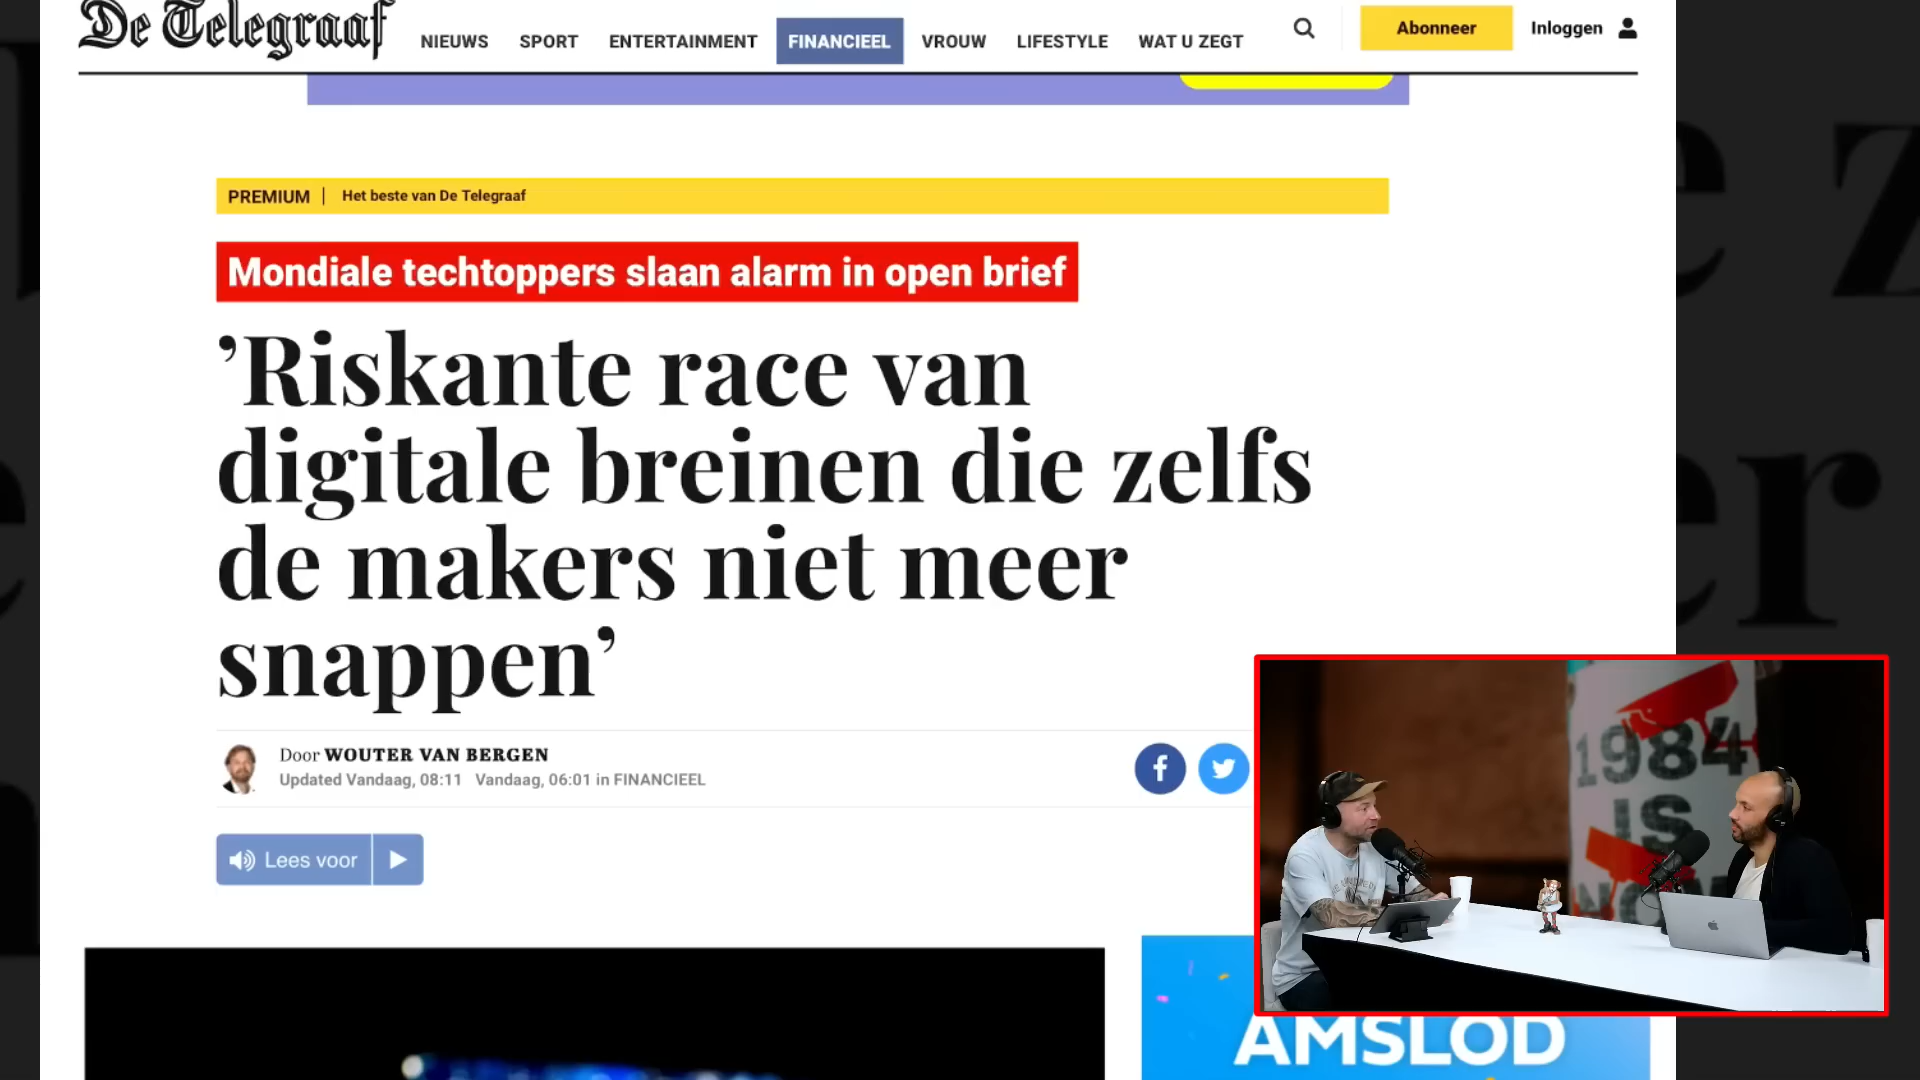 De Telegraaf
NIEUWS SPORT ENTERTAINMENT FINANCIEEL VROUW LIFESTYLE WAT U ZEGT Abonneer Inloggen
PREMIUM | Het beste van De Telegraaf
Mondiale techtoppers slaan alarm in open brief
’Riskante race van
digitale breinen die zelfs
de makers niet meer
snappen’
Door WOUTER VAN BERGEN
Updated Vandaag, 08:11 Vandaag, 06:01 in FINANCIEEL
Lees voor
1984
IS
NOW
AMSLOD